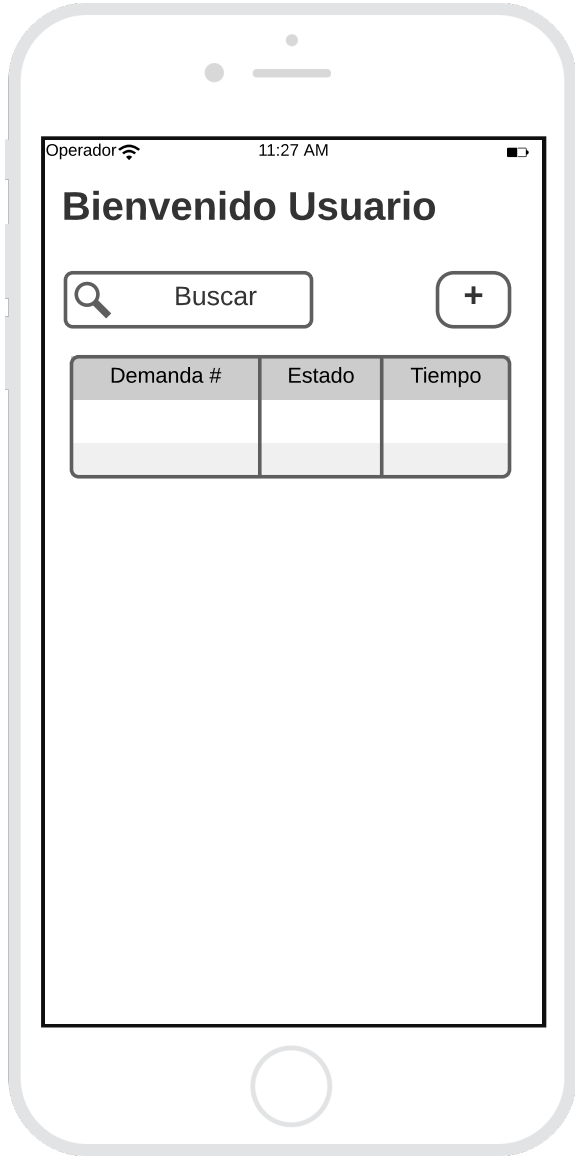 Operador 11:27 AM
Bienvenido Usuario
Buscar +
Demanda # Estado Tiempo